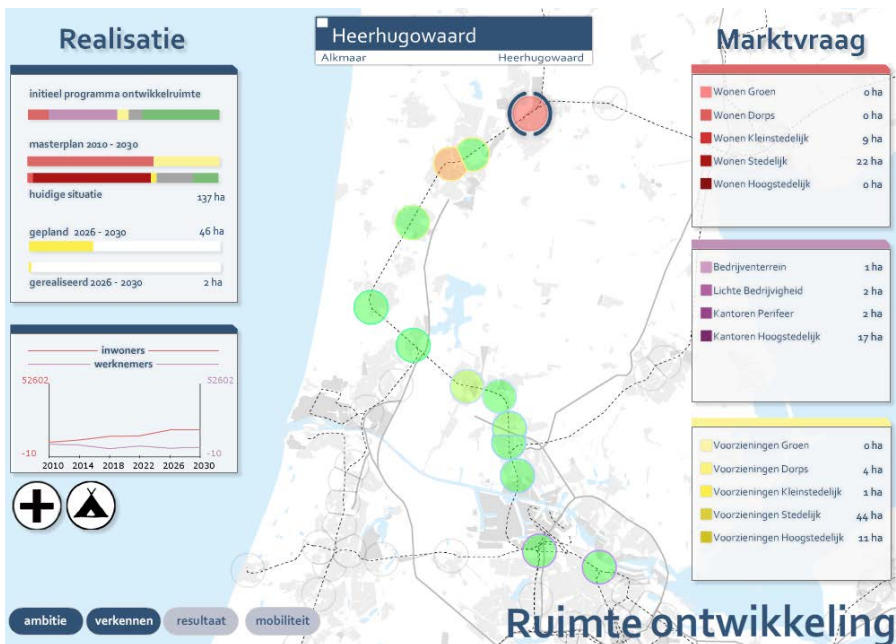 Realisatie
Heerhugowaard
Alkmaar Heerhugowaard
Marktvraag
initieel programma ontwikkelruimte
masterplan 2010 - 2030
huidige situatie 137 ha
gepland 2026 - 2030 46 ha
gerealiseerd 2026 - 2030 2 ha
inwoners
werknemers
52602 52602
-10 -10
2010 2014 2018 2022 2026 2030
Wonen Groen 0 ha
Wonen Dorps 0 ha
Wonen Kleinstedelijk 9 ha
Wonen Stedelijk 22 ha
Wonen Hoogstedelijk 0 ha
Bedrijventerrein 1 ha
Lichte Bedrijvigheid 2 ha
Kantoren Perifeer 2 ha
Kantoren Hoogstedelijk 17 ha
Voorzieningen Groen 0 ha
Voorzieningen Dorps 4 ha
Voorzieningen Kleinstedelijk 1 ha
Voorzieningen Stedelijk 44 ha
Voorzieningen Hoogstedelijk 11 ha
ambitie verkennen resultaat mobiliteit
Ruimte ontwikkeling